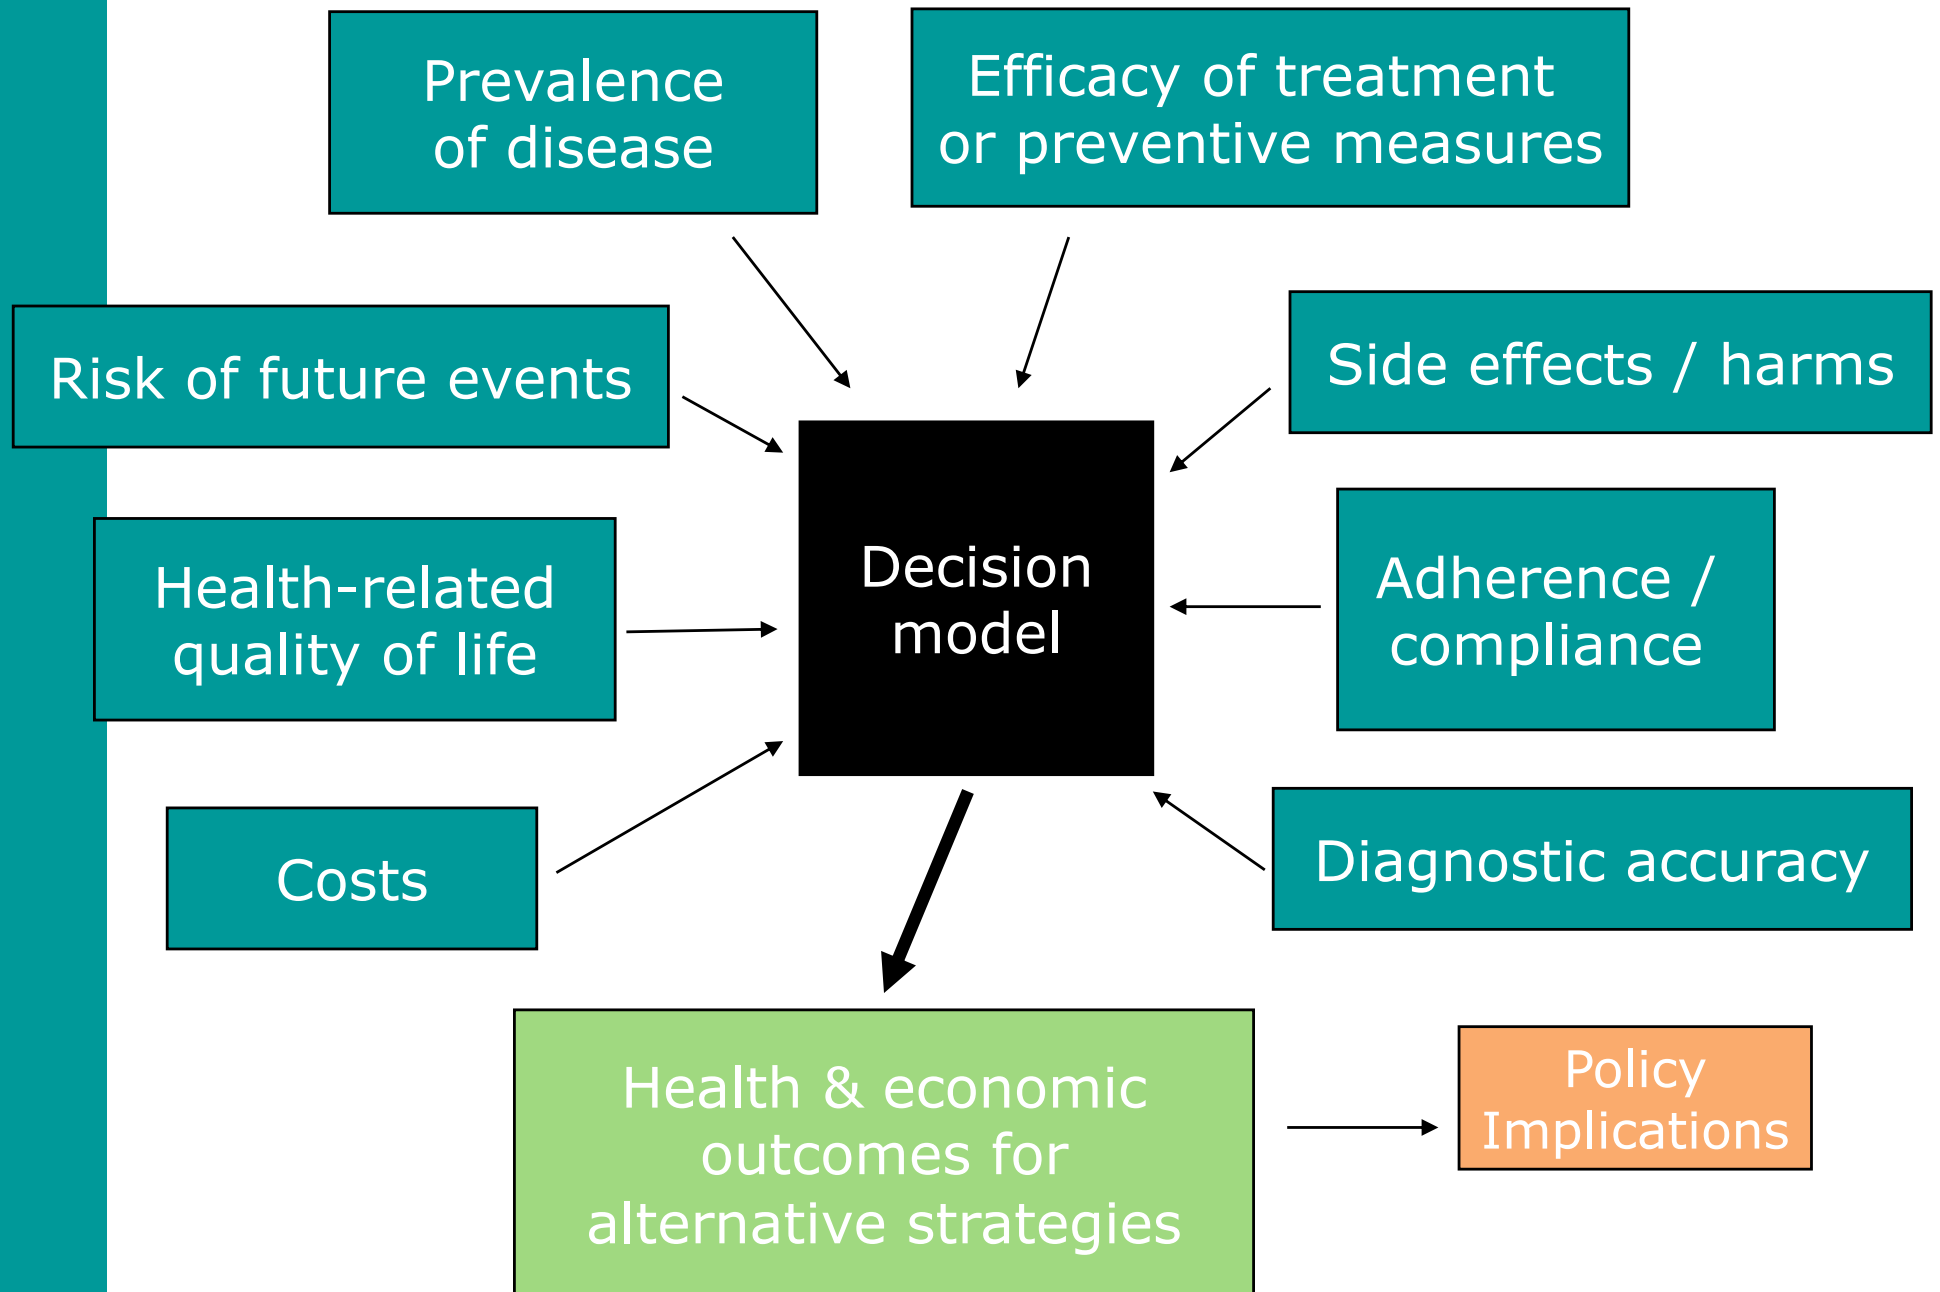 Prevalence
of disease
Efficacy of treatment
or preventive measures
Risk of future events
Side effects / harms
Health-related
quality of life
Decision
model
Adherence /
compliance
Costs
Diagnostic accuracy
Health & economic
outcomes for
alternative strategies
Policy
Implications